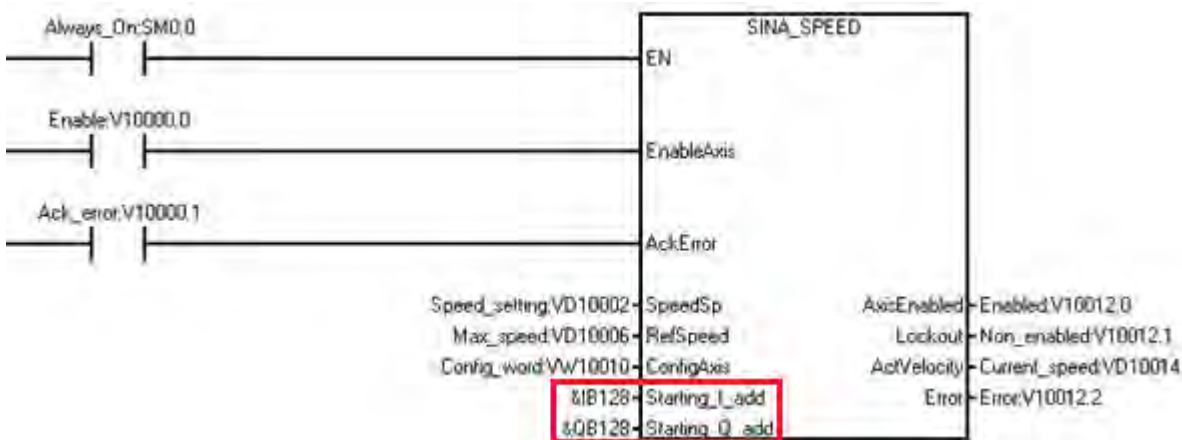 Always_On:SM0.0
SINA_SPEED
EN
Enable:V10000.0
EnableAxis
Ack_error:V10000.1
AckError
Speed_setting:VD10002 SpeedSp AxisEnabled Enabled:V10012.0
Max_speed:VD10006 RefSpeed Lockout Non_enabled:V10012.1
Config_word:VW10010 ConfigAxis ActVelocity Current_speed:VD10014
&IB128 Starting_I_add Error Error:V10012.2
&QB128 Starting_Q_add